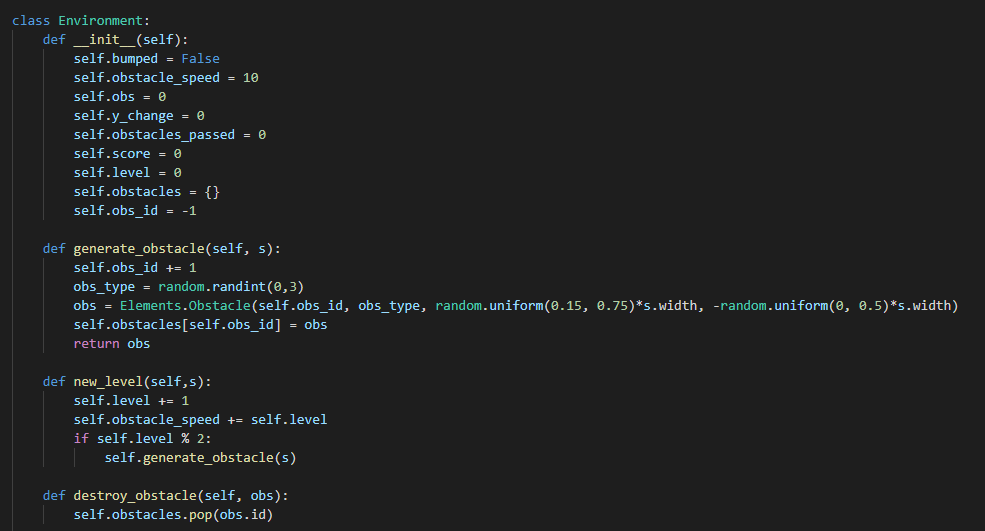 class Environment:
    def __init__(self):
        self.bumped = False
        self.obstacle_speed = 10
        self.obs = 0
        self.y_change = 0
        self.obstacles_passed = 0
        self.score = 0
        self.level = 0
        self.obstacles = {}
        self.obs_id = -1
    def generate_obstacle(self, s):
        self.obs_id += 1
        obs_type = random.randint(0,3)
        obs = Elements.Obstacle(self.obs_id, obs_type, random.uniform(0.15, 0.75)*s.width, -random.uniform(0, 0.5)*s.width)
        self.obstacles[self.obs_id] = obs
        return obs
    def new_level(self,s):
        self.level += 1
        self.obstacle_speed += self.level
        if self.level % 2:
            self.generate_obstacle(s)
    def destroy_obstacle(self, obs):
        self.obstacles.pop(obs.id)